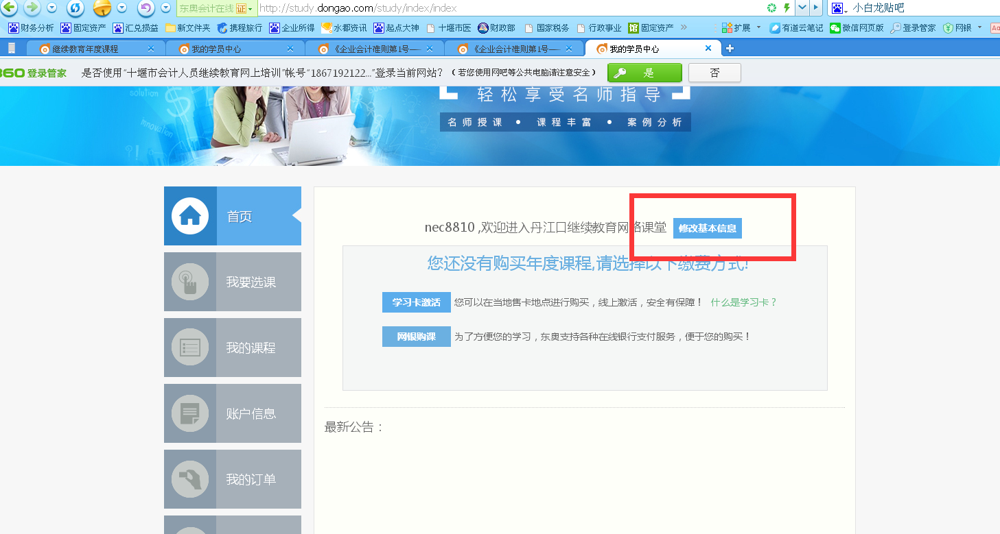 东奥会计在线 证 http://study.dongao.com/study/index/index 小白龙贴吧
财务分析 固定资产 汇兑损益 新文件夹 携程旅行 企业所得 水都资讯 起点大神 十堰市医 财政部 国家税务 行政事业 馆 固定资产 » 扩展 有道云笔记 微信网页版 登录管家 网银 Aa
继续教育年度课程 我的学员中心 《企业会计准则第1号— 《企业会计准则第1号— 我的学员中心
360 登录管家 是否使用“十堰市会计人员继续教育网上培训”帐号“1867192122...”登录当前网站？（若您使用网吧等公共电脑请注意安全） 是 否
solution
轻松享受名师指导
Innovation
名师授课 • 课程丰富 • 案例分析
首页
nec8810 ,欢迎进入丹江口继续教育网络课堂 修改基本信息
您还没有购买年度课程,请选择以下缴费方式!
我要选课
学习卡激活 您可以在当地售卡地点进行购买，线上激活，安全有保障！ 什么是学习卡？
网银购课 为了方便您的学习，东奥支持各种在线银行支付服务，便于您的购买！
我的课程
账户信息
最新公告：
我的订单